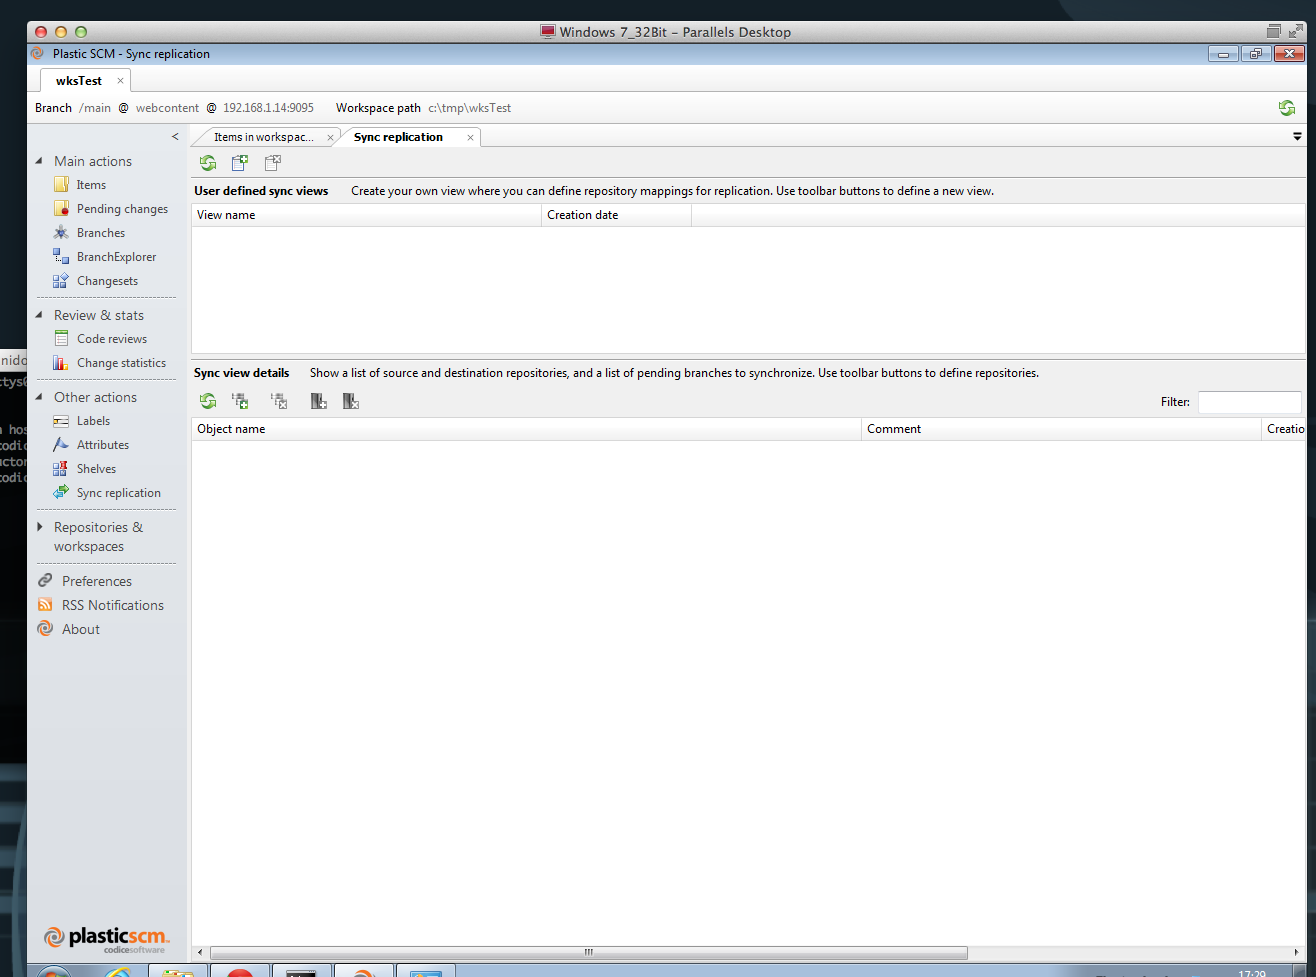 Windows 7_32Bit - Parallels Desktop
Plastic SCM - Sync replication
wksTest
Branch /main @ webcontent @ 192.168.1.14:9095 Workspace path c:\tmp\wksTest
Items in workspac... Sync replication
Main actions
Items
Pending changes
Branches
BranchExplorer
Changesets
Review & stats
Code reviews
Change statistics
Other actions
Labels
Attributes
Shelves
Sync replication
Repositories &
workspaces
Preferences
RSS Notifications
About
plasticscm
codicesoftware
User defined sync views Create your own view where you can define repository mappings for replication. Use toolbar buttons to define a new view.
View name Creation date
Sync view details Show a list of source and destination repositories, and a list of pending branches to synchronize. Use toolbar buttons to define repositories.
Filter:
Object name Comment Creatio
17:29